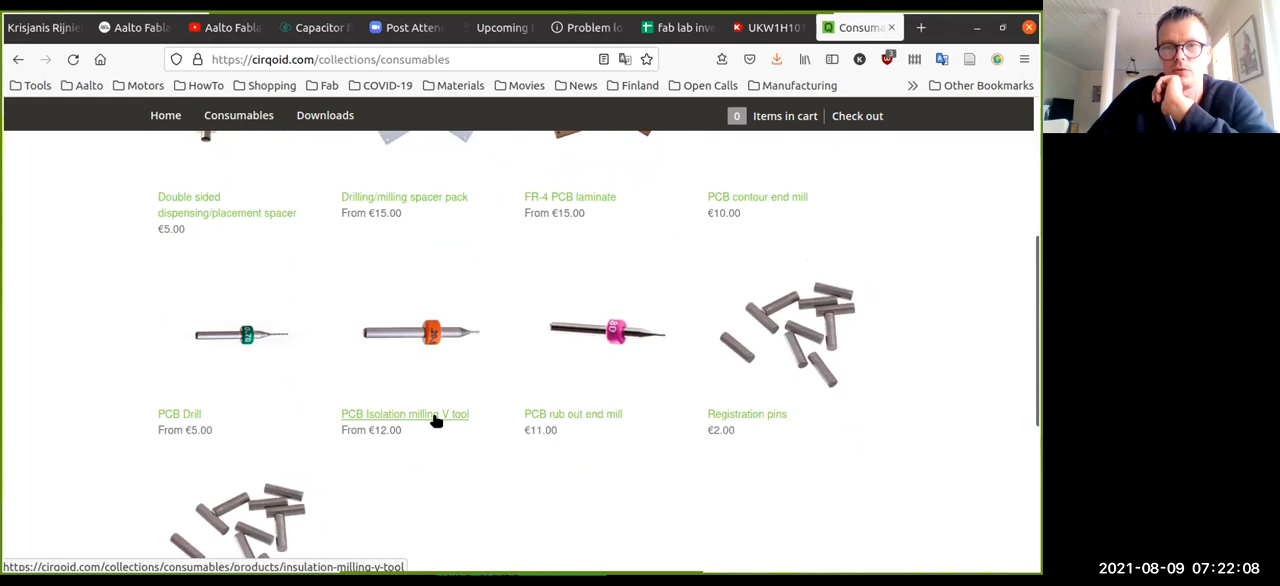 Krisjanis Rijnie
Aalto Fabla
Aalto Fabla
Capacitor f
Post Atten
Upcoming
Problem lo
fab lab inve
UKW1H101
Consuma
https://cirqoid.com/collections/consumables
3
Tools
Aalto
Motors
HowTo
Shopping
Fab
COVID-19
Materials
Movies
News
Finland
Open Calls
Manufacturing
Other Bookmarks
Home
Consumables
Downloads
0 Items in cart
Check out
Double sided
dispensing/placement spacer
€5.00
Drilling/milling spacer pack
From €15.00
FR-4 PCB laminate
From €15.00
PCB contour end mill
€10.00
PCB Drill
From €5.00
PCB Isolation milling V tool
From €12.00
PCB rub out end mill
€11.00
Registration pins
€2.00
https://cirqoid.com/collections/consumables/products/insulation-milling-v-tool
2021-08-09 07:22:08